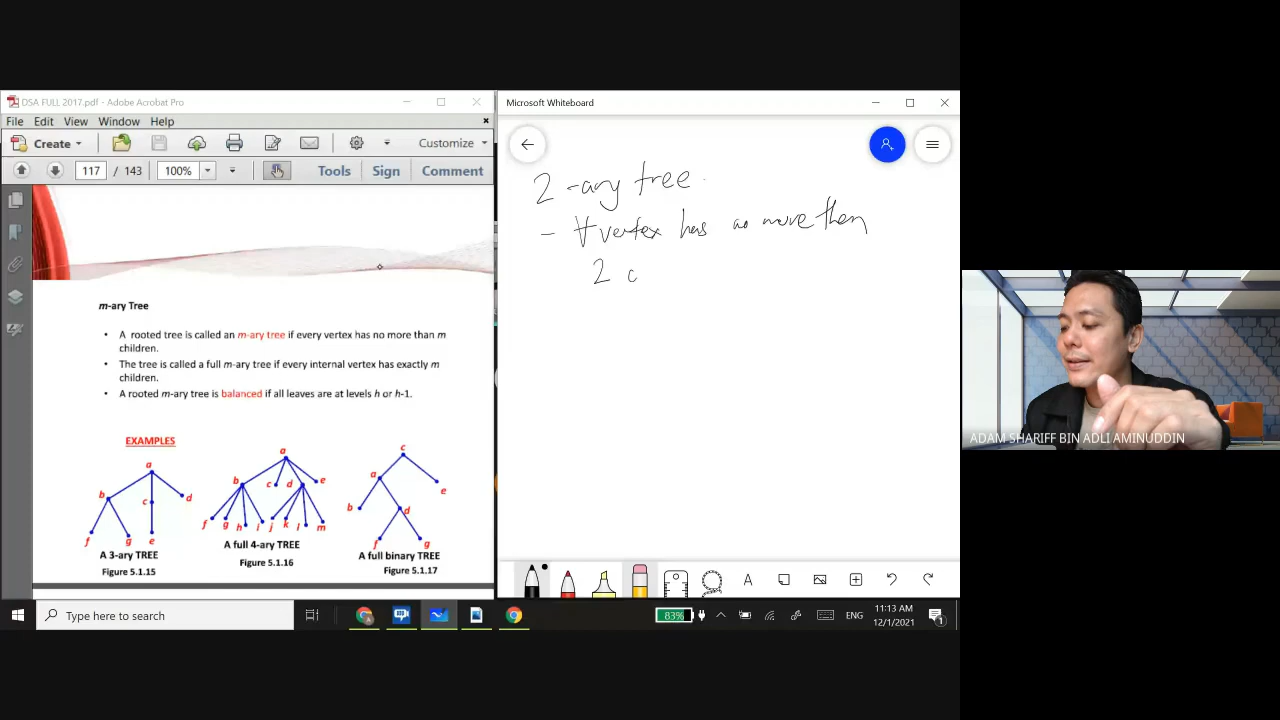 DSA FULL 2017.pdf - Adobe Acrobat Pro
File Edit View Window Help
Create Customize
117 / 143 100% Tools Sign Comment
m-ary Tree
• A rooted tree is called an m-ary tree if every vertex has no more than m
children.
• The tree is called a full m-ary tree if every internal vertex has exactly m
children.
• A rooted m-ary tree is balanced if all leaves are at levels h or h-1.
EXAMPLES
a
b c d
f g e
A 3-ary TREE
Figure 5.1.15
a
b c d e
f g h i j k l m
A full 4-ary TREE
Figure 5.1.16
c
a e
b d
f g
A full binary TREE
Figure 5.1.17
Microsoft Whiteboard
2-ary tree
- ∀ vertex has no more then
2 c
A
ADAM SHARIFF BIN ADLI AMINUDDIN
Type here to search
83% ENG 11:13 AM
12/1/2021
1